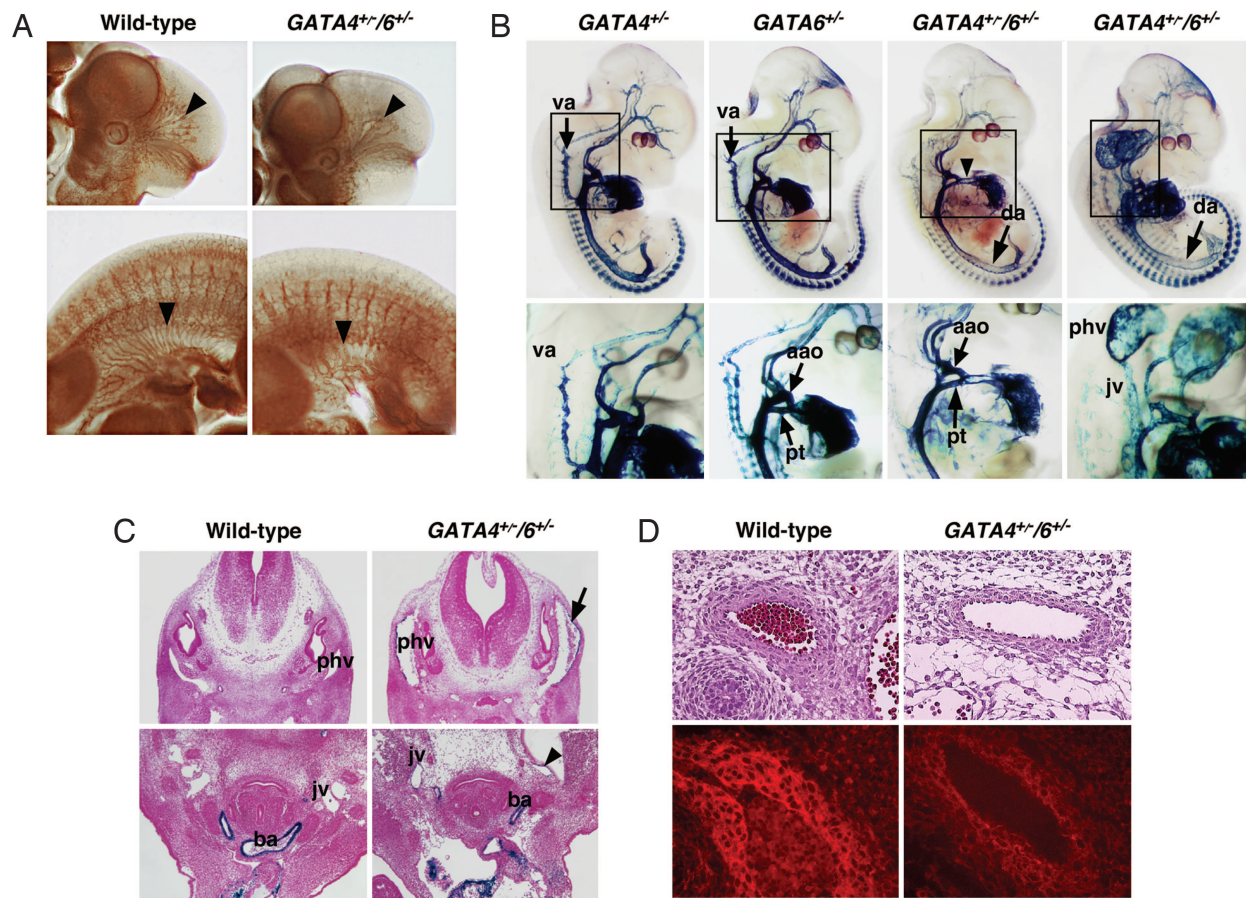 A
Wild-type
GATA4+/-/6+/-
B
GATA4+/-
GATA6+/-
GATA4+/-/6+/-
GATA4+/-/6+/-
va
va
da
da
va
aao
pt
aao
pt
phv
jv
C
Wild-type
GATA4+/-/6+/-
phv
phv
jv
ba
jv
ba
D
Wild-type
GATA4+/-/6+/-